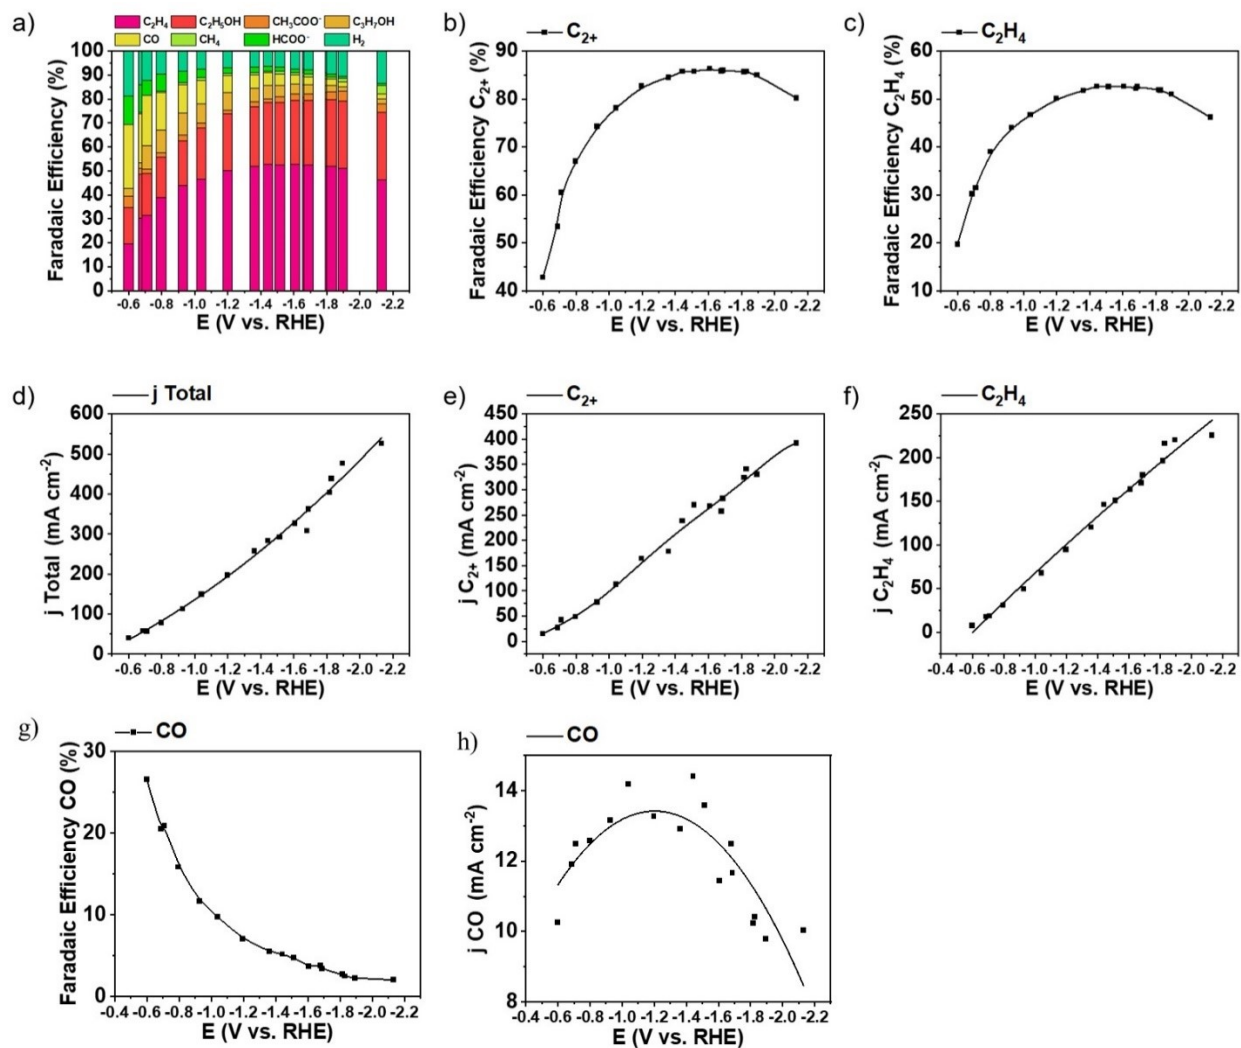 a)
C₂H₄ C₂H₅OH CH₃COO⁻ C₃H₇OH
CO CH₄ HCOO⁻ H₂
Faradaic Efficiency (%)
100
90
80
70
60
50
40
30
20
10
0
-0.6 -0.8 -1.0 -1.2 -1.4 -1.6 -1.8 -2.0 -2.2
E (V vs. RHE)
b)
C₂₊
Faradaic Efficiency C₂₊ (%)
90
80
70
60
50
40
-0.6 -0.8 -1.0 -1.2 -1.4 -1.6 -1.8 -2.0 -2.2
E (V vs. RHE)
c)
C₂H₄
Faradaic Efficiency C₂H₄ (%)
60
50
40
30
20
10
-0.6 -0.8 -1.0 -1.2 -1.4 -1.6 -1.8 -2.0 -2.2
E (V vs. RHE)
d)
j Total
j Total (mA cm⁻²)
600
500
400
300
200
100
0
-0.6 -0.8 -1.0 -1.2 -1.4 -1.6 -1.8 -2.0 -2.2
E (V vs. RHE)
e)
C₂₊
j C₂₊ (mA cm⁻²)
450
400
350
300
250
200
150
100
50
0
-0.6 -0.8 -1.0 -1.2 -1.4 -1.6 -1.8 -2.0 -2.2
E (V vs. RHE)
f)
C₂H₄
j C₂H₄ (mA cm⁻²)
250
200
150
100
50
0
-0.4 -0.6 -0.8 -1.0 -1.2 -1.4 -1.6 -1.8 -2.0 -2.2
E (V vs. RHE)
g)
CO
Faradaic Efficiency CO (%)
30
20
10
0
-0.4 -0.6 -0.8 -1.0 -1.2 -1.4 -1.6 -1.8 -2.0 -2.2
E (V vs. RHE)
h)
CO
j CO (mA cm⁻²)
14
12
10
8
-0.4 -0.6 -0.8 -1.0 -1.2 -1.4 -1.6 -1.8 -2.0 -2.2
E (V vs. RHE)